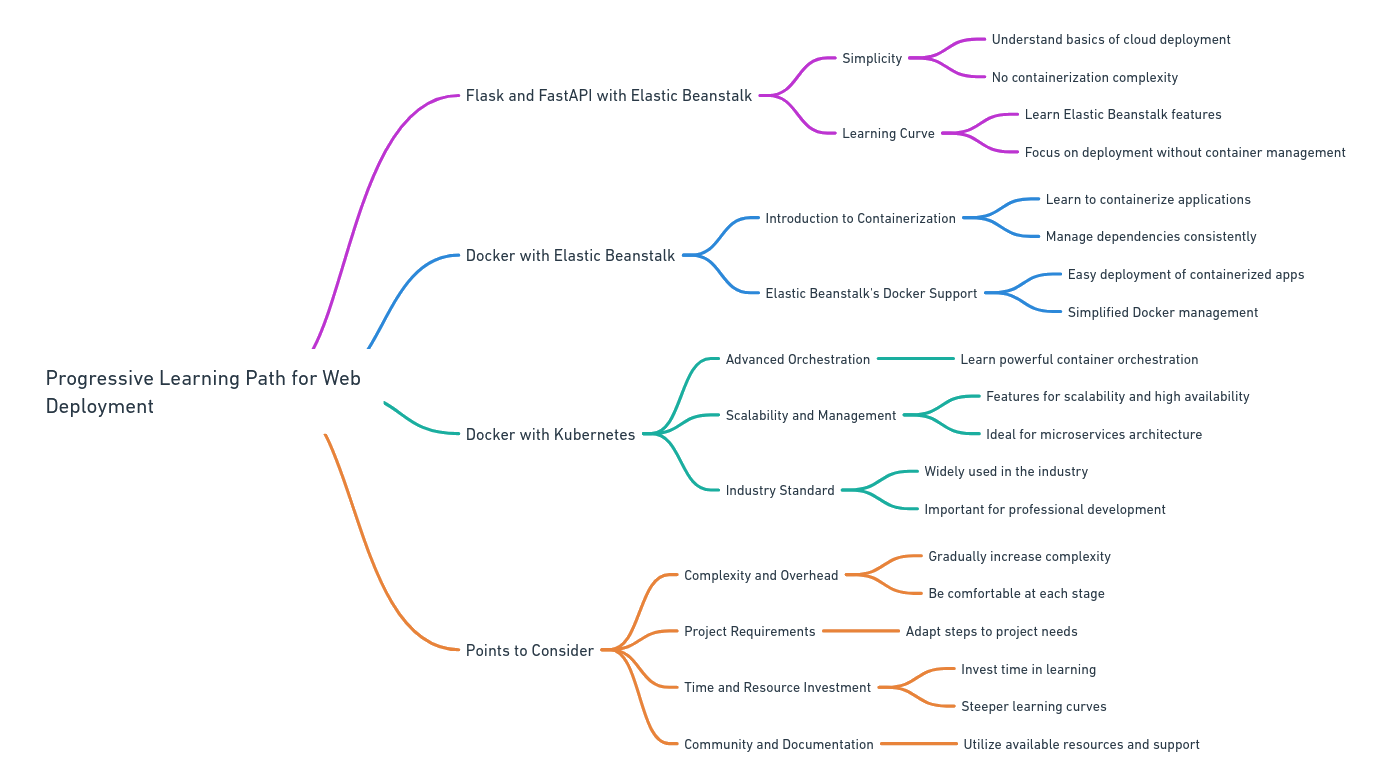 Progressive Learning Path for Web
Deployment
Flask and FastAPI with Elastic Beanstalk
Simplicity
Understand basics of cloud deployment
No containerization complexity
Learning Curve
Learn Elastic Beanstalk features
Focus on deployment without container management
Docker with Elastic Beanstalk
Introduction to Containerization
Learn to containerize applications
Manage dependencies consistently
Elastic Beanstalk's Docker Support
Easy deployment of containerized apps
Simplified Docker management
Docker with Kubernetes
Advanced Orchestration
Learn powerful container orchestration
Scalability and Management
Features for scalability and high availability
Ideal for microservices architecture
Industry Standard
Widely used in the industry
Important for professional development
Points to Consider
Complexity and Overhead
Gradually increase complexity
Be comfortable at each stage
Project Requirements
Adapt steps to project needs
Time and Resource Investment
Invest time in learning
Steeper learning curves
Community and Documentation
Utilize available resources and support